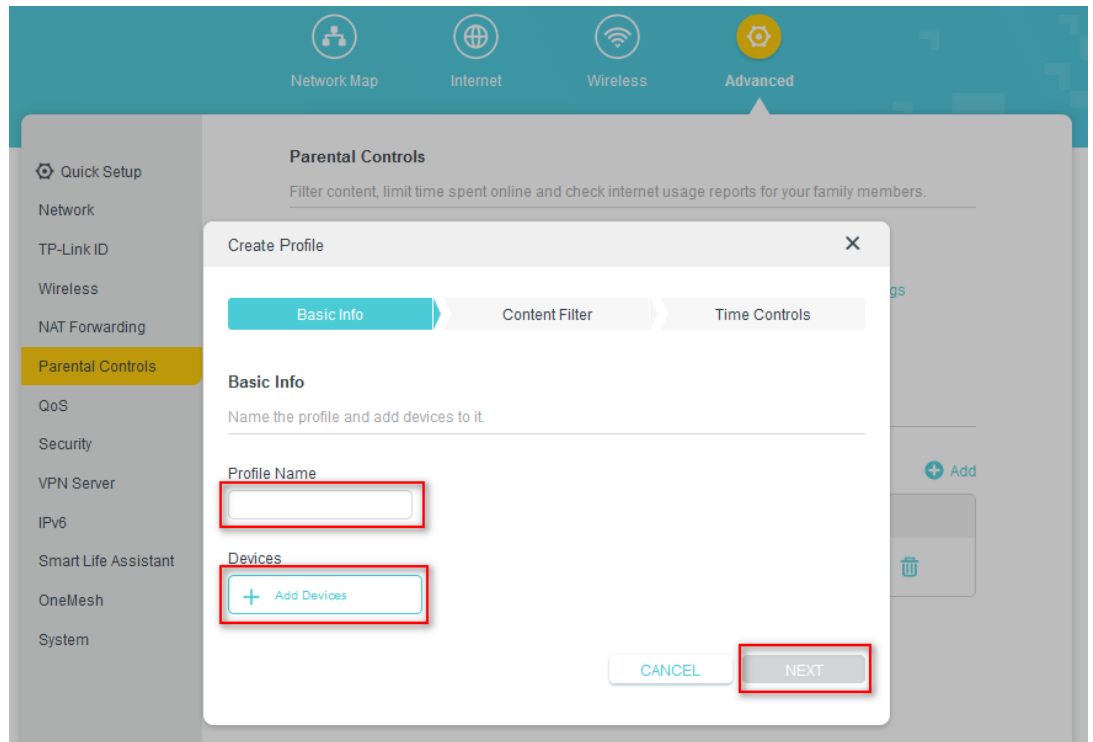 Network Map
Internet
Wireless
Advanced
Quick Setup
Network
TP-Link ID
Wireless
NAT Forwarding
Parental Controls
QoS
Security
VPN Server
IPv6
Smart Life Assistant
OneMesh
System
Parental Controls
Filter content, limit time spent online and check internet usage reports for your family members.
gs
Add
Create Profile
Basic Info
Content Filter
Time Controls
Basic Info
Name the profile and add devices to it.
Profile Name
Devices
Add Devices
CANCEL
NEXT